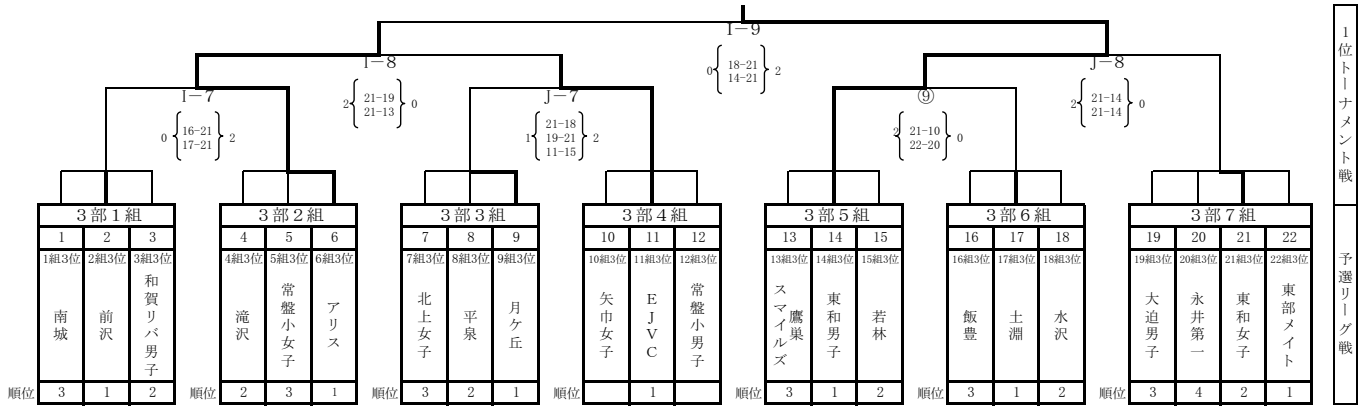 I－9
0 18-21 2
14-21
I－8
2 21-19 0
21-13
J－8
2 21-14 0
21-14
I－7
0 16-21 2
17-21
J－7
1 21-18 2
19-21
11-15
⑨
2 21-10 0
22-20
1位トーナメント戦
３部１組 ３部２組 ３部３組 ３部４組 ３部５組 ３部６組 ３部７組
1 2 3 4 5 6 7 8 9 10 11 12 13 14 15 16 17 18 19 20 21 22
1組3位 2組3位 3組3位 4組3位 5組3位 6組3位 7組3位 8組3位 9組3位 10組3位 11組3位 12組3位 13組3位 14組3位 15組3位 16組3位 17組3位 18組3位 19組3位 20組3位 21組3位 22組3位
南城
前沢
和賀リバ男子
滝沢
常盤小女子
アリス
北上女子
平泉
月ケ丘
矢巾女子
ＥＪＶＣ
常盤小男子
鷹巣
スマイルズ
東和男子
若林
飯豊
土淵
水沢
大迫男子
永井第一
東和女子
東部メイト
予選リーグ戦
順位 3 1 2 順位 2 3 1 順位 3 2 1 順位 1 順位 3 1 2 順位 3 1 2 順位 3 4 2 1